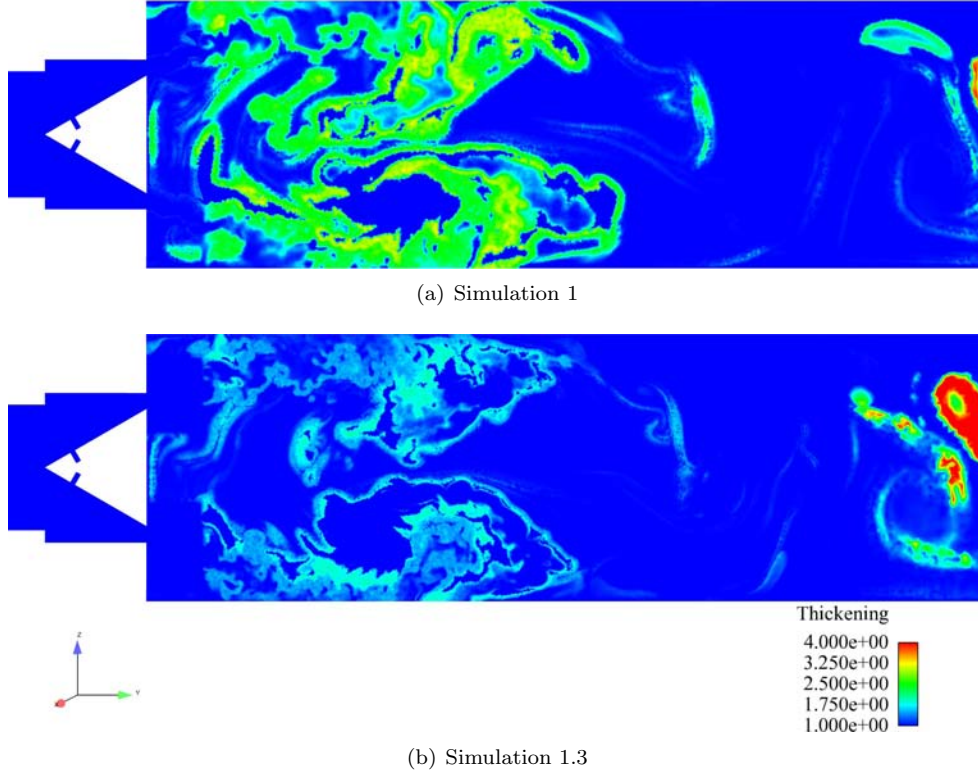 (a) Simulation 1
Thickening
4.000e+00
3.250e+00
2.500e+00
1.750e+00
1.000e+00
Z
Y
(b) Simulation 1.3